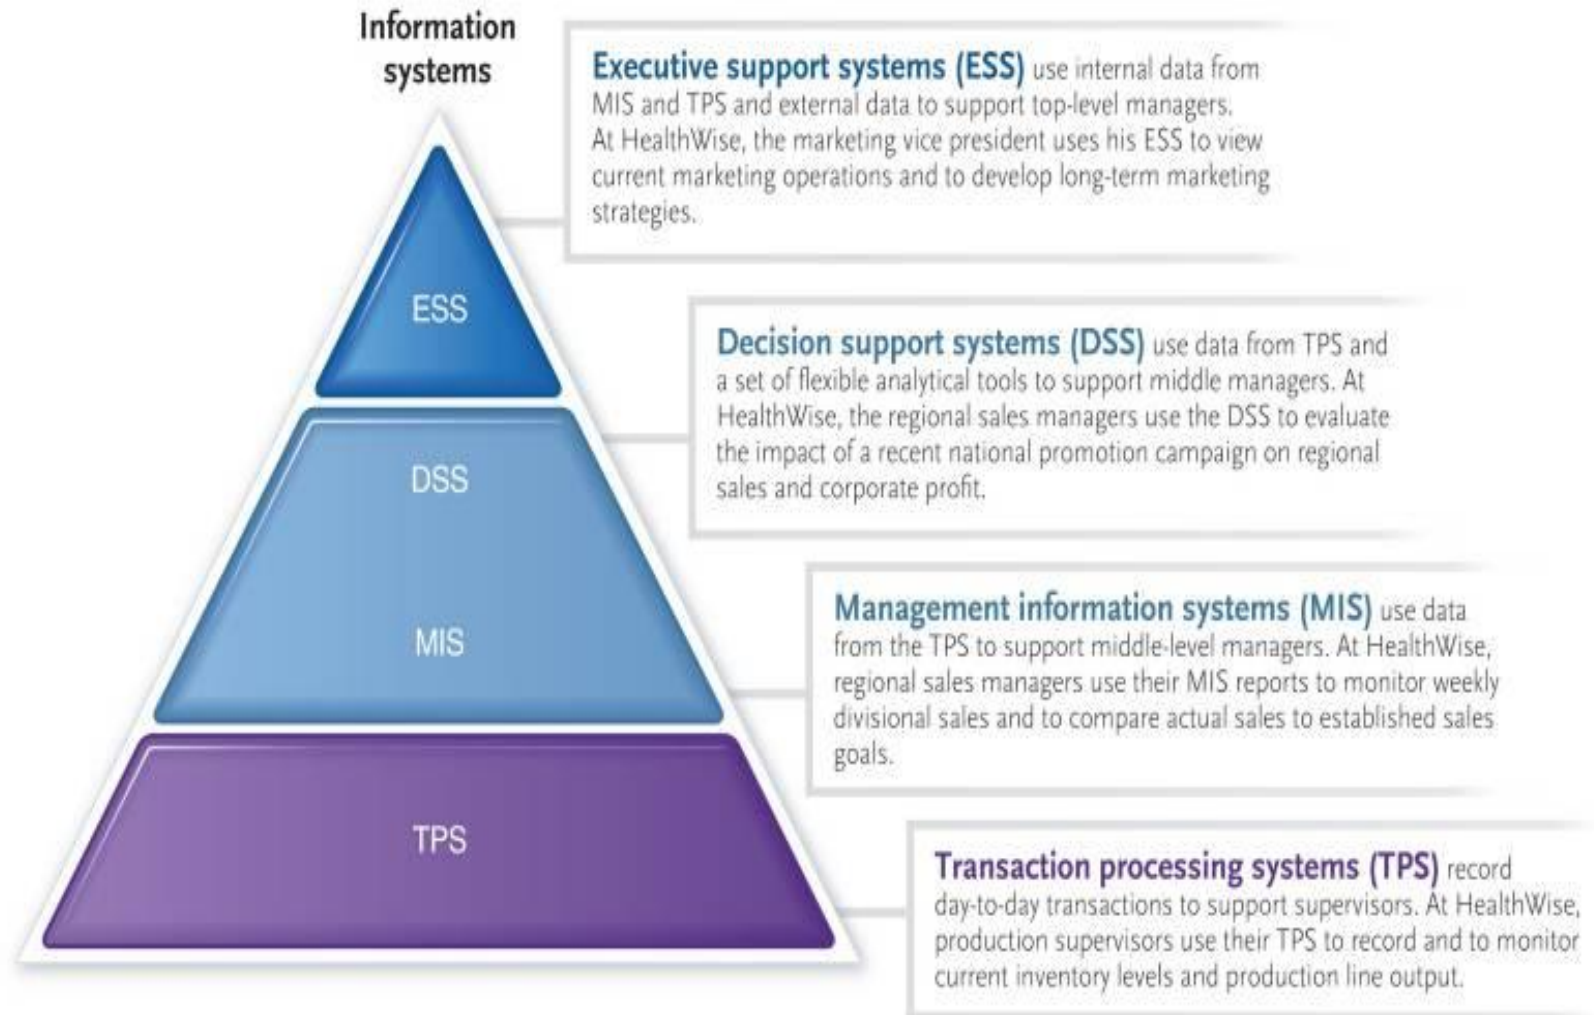 Information
systems
Executive support systems (ESS) use internal data from
MIS and TPS and external data to support top-level managers.
At HealthWise, the marketing vice president uses his ESS to view
current marketing operations and to develop long-term marketing
strategies.
ESS
Decision support systems (DSS) use data from TPS and
a set of flexible analytical tools to support middle managers. At
HealthWise, the regional sales managers use the DSS to evaluate
the impact of a recent national promotion campaign on regional
sales and corporate profit.
DSS
Management information systems (MIS) use data
from the TPS to support middle-level managers. At HealthWise,
regional sales managers use their MIS reports to monitor weekly
divisional sales and to compare actual sales to established sales
goals.
MIS
Transaction processing systems (TPS) record
day-to-day transactions to support supervisors. At HealthWise,
production supervisors use their TPS to record and to monitor
current inventory levels and production line output.
TPS